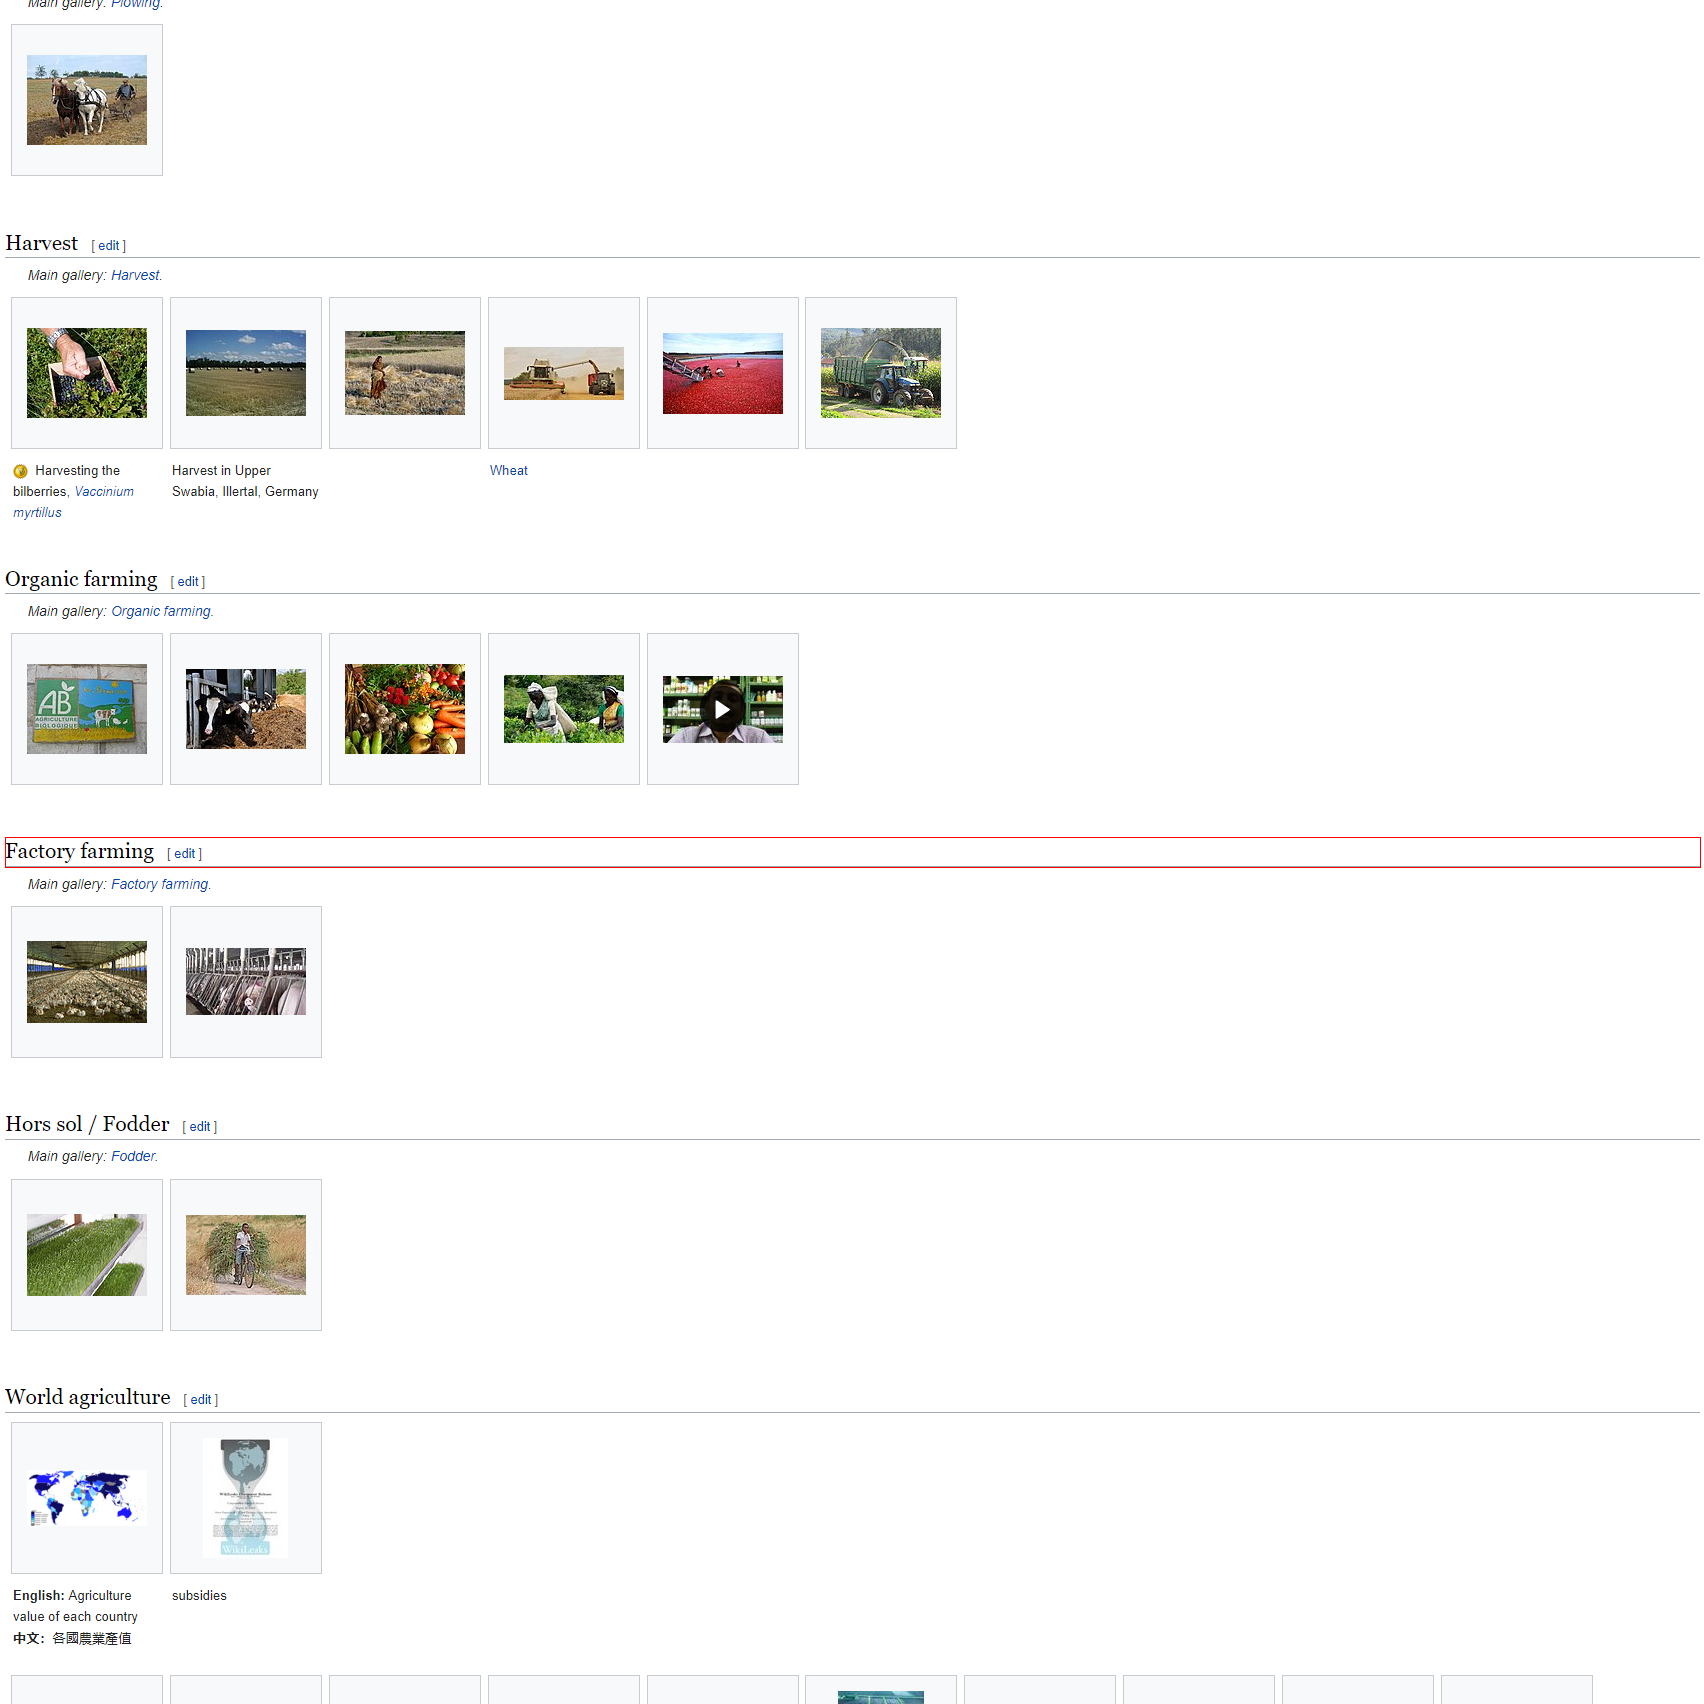 Main gallery: Plowing.
Harvest [ edit ]
Main gallery: Harvest.
Harvesting the
bilberries, Vaccinium
myrtillus
Harvest in Upper
Swabia, Illertal, Germany
Wheat
Organic farming [ edit ]
Main gallery: Organic farming.
AB
AGRICULTURE
BIOLOGIQUE
Factory farming [ edit ]
Main gallery: Factory farming.
Hors sol / Fodder [ edit ]
Main gallery: Fodder.
World agriculture [ edit ]
WikiLeaks Document Release
WikiLeaks
English: Agriculture
value of each country
中文：各國農業產值
subsidies